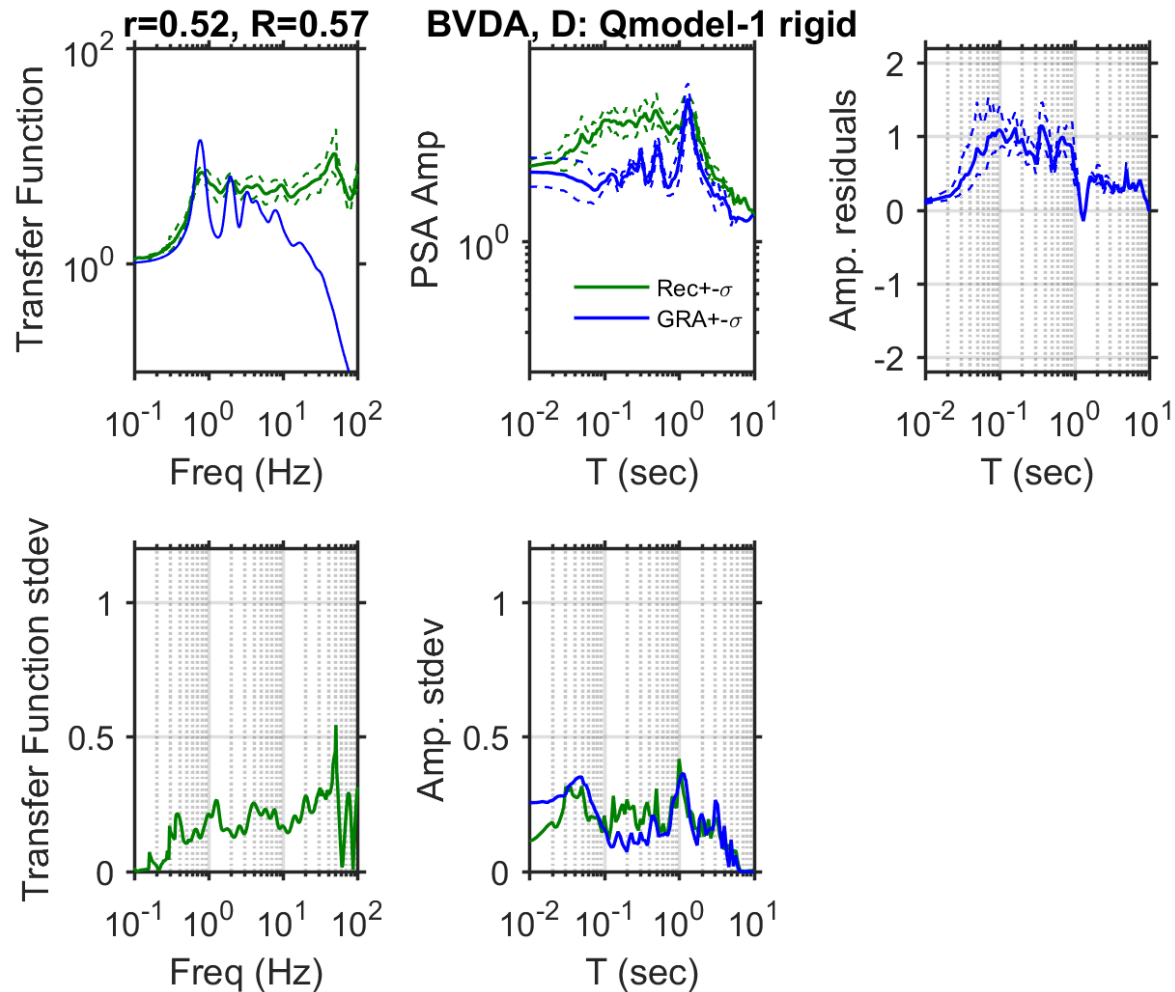 r=0.52, R=0.57
BVDA, D: Qmodel-1 rigid
Transfer Function
10^2
10^0
10^-1 10^0 10^1 10^2
Freq (Hz)
PSA Amp
10^0
Rec+-σ
GRA+-σ
10^-2 10^-1 10^0 10^1
T (sec)
Amp. residuals
2
1
0
-1
-2
10^-2 10^-1 10^0 10^1
T (sec)
Transfer Function stdev
1
0.5
0
10^-1 10^0 10^1 10^2
Freq (Hz)
Amp. stdev
1
0.5
0
10^-2 10^-1 10^0 10^1
T (sec)